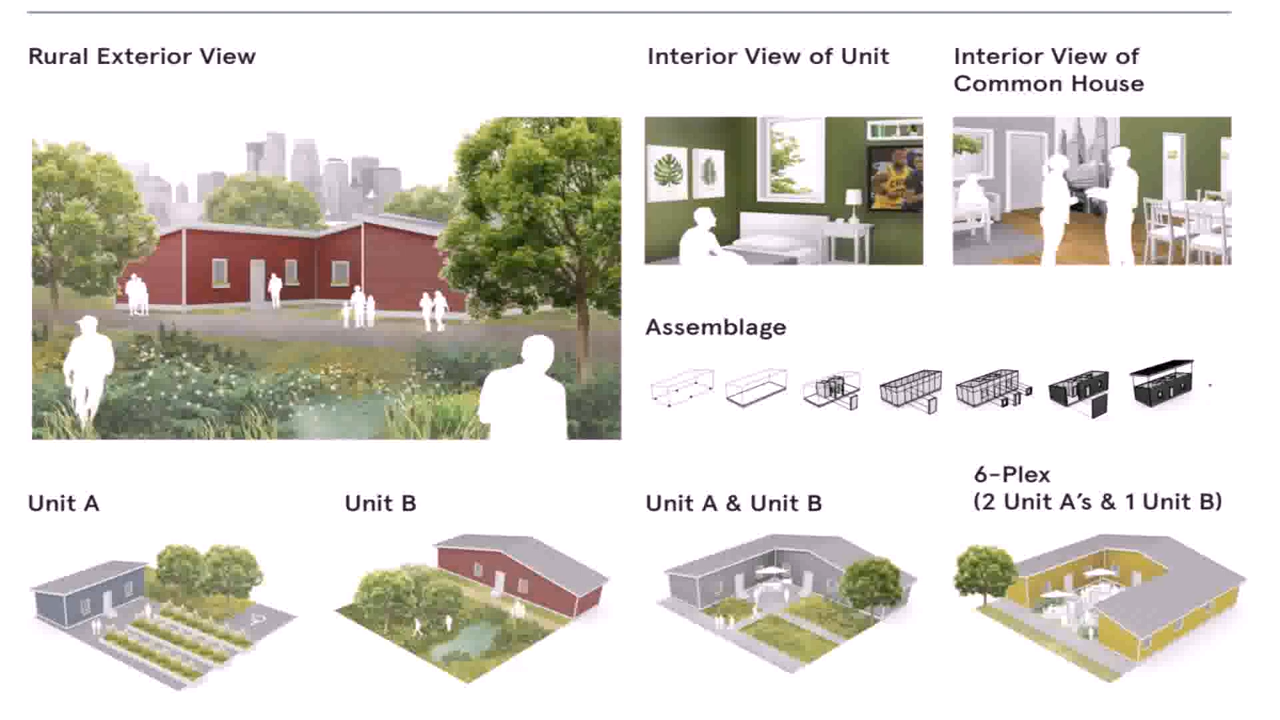 Rural Exterior View
Interior View of Unit
Interior View of
Common House
Assemblage
Unit A
Unit B
Unit A & Unit B
6-Plex
(2 Unit A's & 1 Unit B)